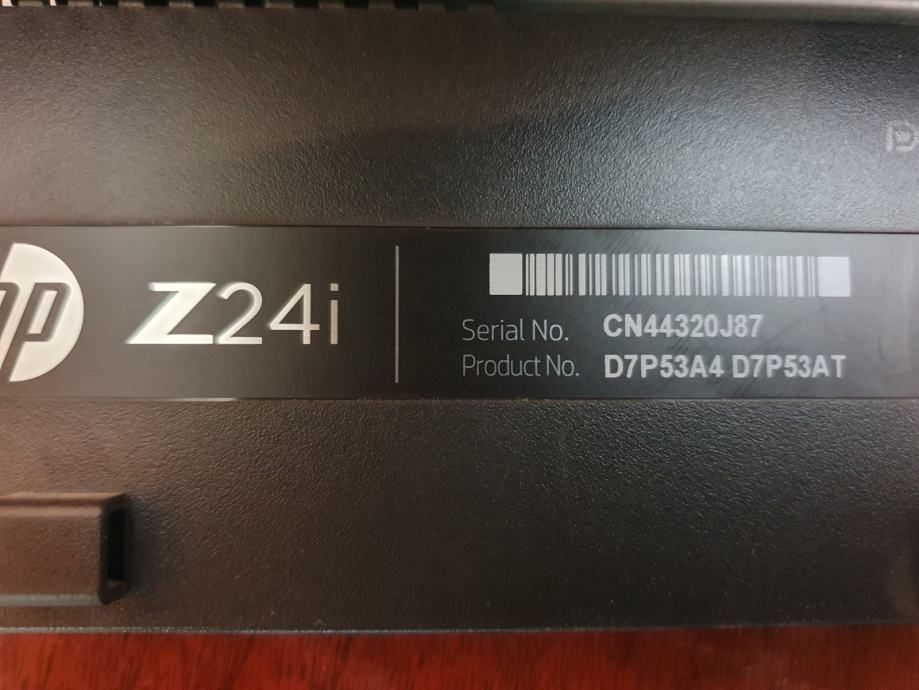 hp Z24i
Serial No. CN44320J87
Product No. D7P53A4 D7P53AT